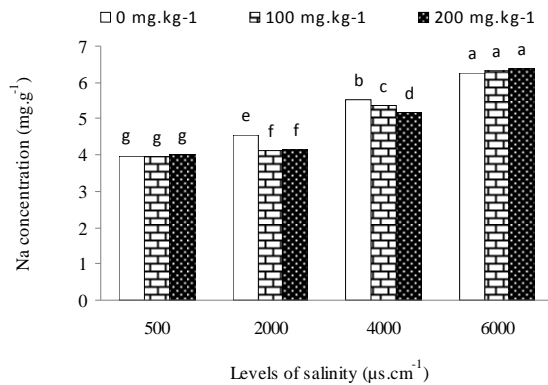 0 mg.kg-1 100 mg.kg-1 200 mg.kg-1
Na concentration (mg.g⁻¹)
7
6
5
4
3
2
1
0
g g g
e f f
b c d
a a a
500 2000 4000 6000
Levels of salinity (µs.cm⁻¹)